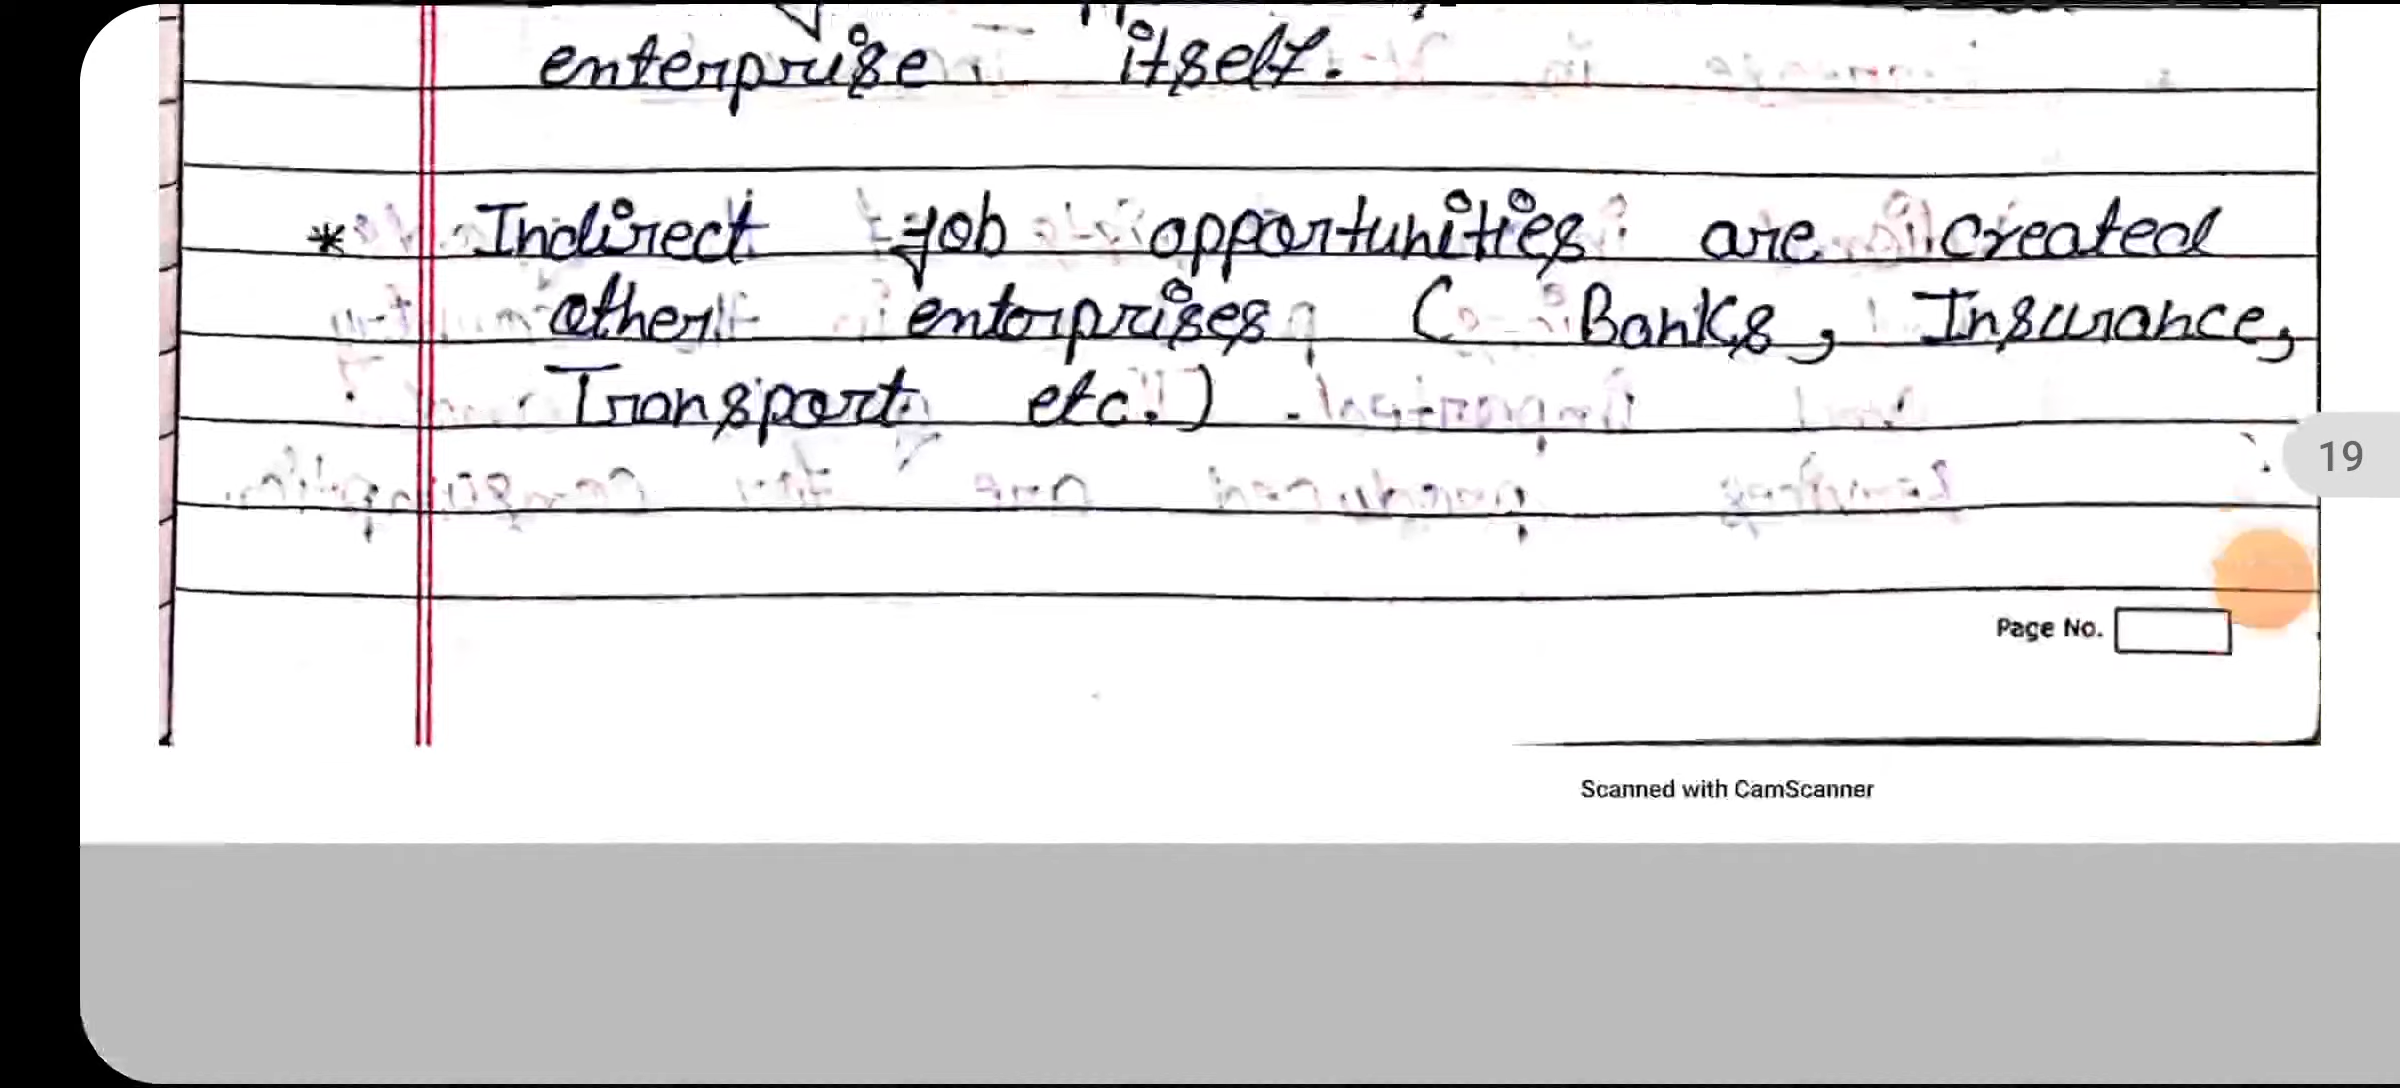 enterprise itself.
* Indirect job opportunities are created
other enterprises ( Banks, Insurance,
Transport etc.)
19
Page No.
Scanned with CamScanner